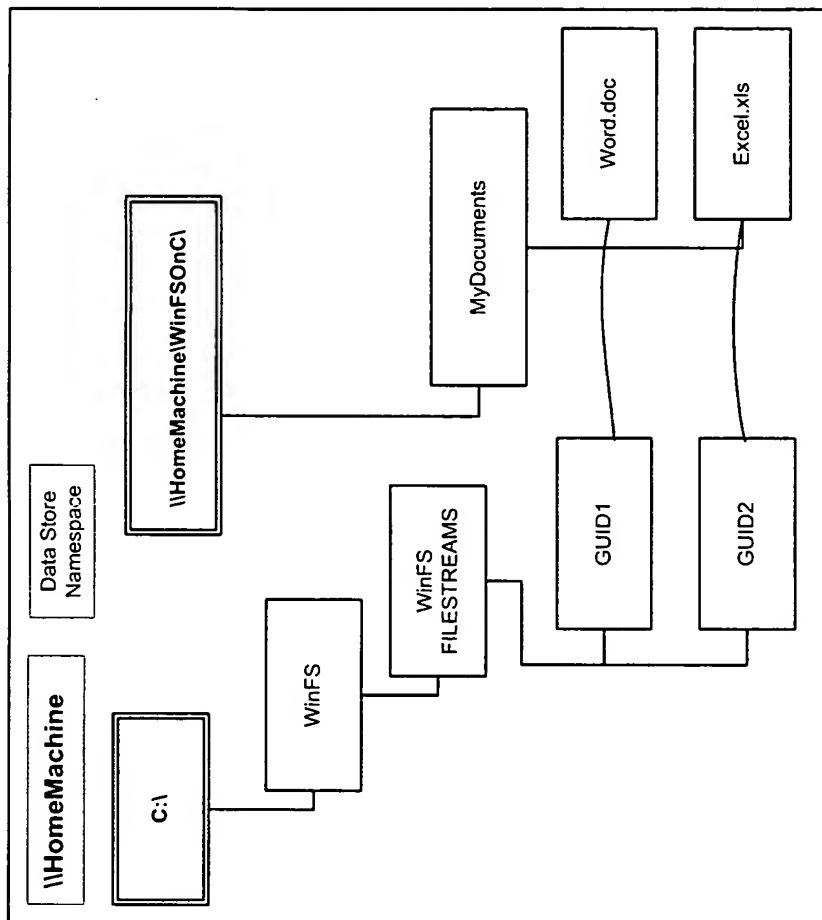 \\HomeMachine
Data Store
Namespace
C:\
\\HomeMachine\WinFSOnC\
WinFS
WinFS
FILESTREAMS
MyDocuments
GUID1
Word.doc
GUID2
Excel.xls